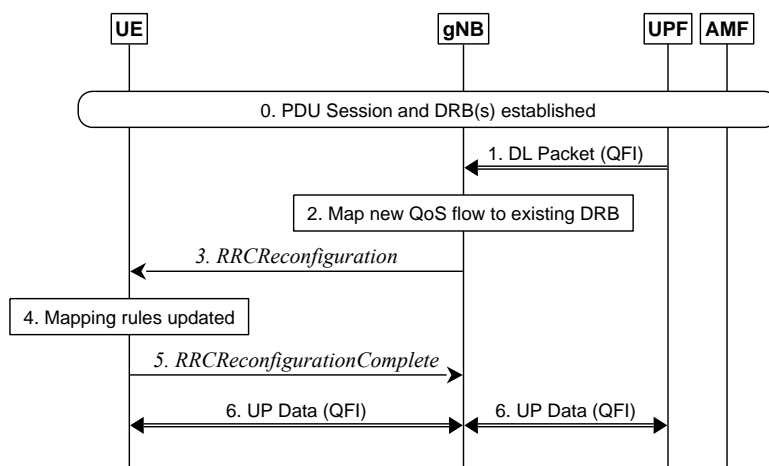 UE gNB UPF AMF
0. PDU Session and DRB(s) established
1. DL Packet (QFI)
2. Map new QoS flow to existing DRB
3. RRCReconfiguration
4. Mapping rules updated
5. RRCReconfigurationComplete
6. UP Data (QFI) 6. UP Data (QFI)